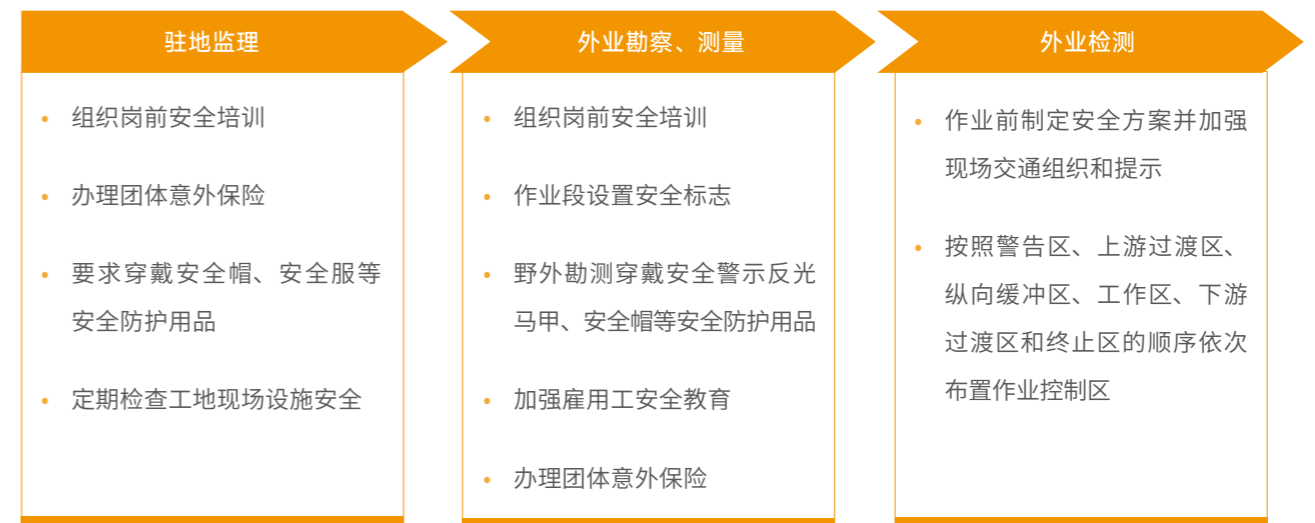 驻地监理
• 组织岗前安全培训
• 办理团体意外保险
• 要求穿戴安全帽、安全服等
安全防护用品
• 定期检查工地现场设施安全
外业勘察、测量
• 组织岗前安全培训
• 作业段设置安全标志
• 野外勘测穿戴安全警示反光
马甲、安全帽等安全防护用品
• 加强雇用工安全教育
• 办理团体意外保险
外业检测
• 作业前制定安全方案并加强
现场交通组织和提示
• 按照警告区、上游过渡区、
纵向缓冲区、工作区、下游
过渡区和终止区的顺序依次
布置作业控制区